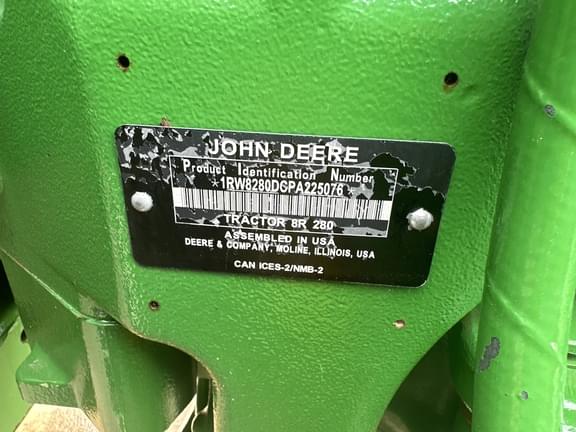 JOHN DEERE
Product Identification Number
*1RW8280DCPA225076*
TRACTOR 8R 280
ASSEMBLED IN USA
DEERE & COMPANY, MOLINE, ILLINOIS, USA
CAN ICES-2/NMB-2